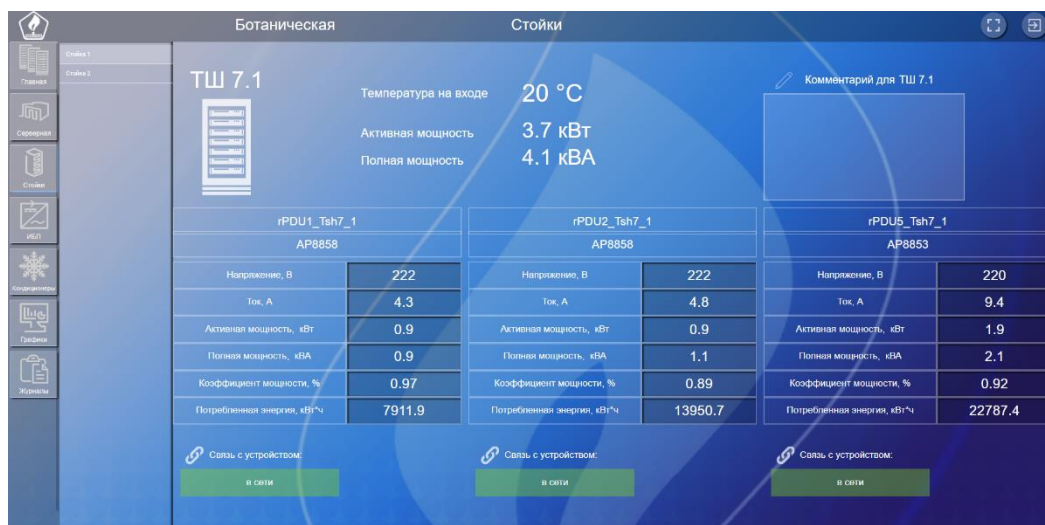 Ботаническая Стойки
Главная
Серверная
Стойки
ИБП
Кондиционеры
Графики
Журналы
Стойка 1
Стойка 2
ТШ 7.1
Температура на входе 20 °C
Активная мощность 3.7 кВт
Полная мощность 4.1 кВА
Комментарий для ТШ 7.1
rPDU1_Tsh7_1 rPDU2_Tsh7_1 rPDU5_Tsh7_1
AP8858 AP8858 AP8853
Напряжение, В 222 Напряжение, В 222 Напряжение, В 220
Ток, А 4.3 Ток, А 4.8 Ток, А 9.4
Активная мощность, кВт 0.9 Активная мощность, кВт 0.9 Активная мощность, кВт 1.9
Полная мощность, кВА 0.9 Полная мощность, кВА 1.1 Полная мощность, кВА 2.1
Коэффициент мощности, % 0.97 Коэффициент мощности, % 0.89 Коэффициент мощности, % 0.92
Потребленная энергия, кВт*ч 7911.9 Потребленная энергия, кВт*ч 13950.7 Потребленная энергия, кВт*ч 22787.4
Связь с устройством: Связь с устройством: Связь с устройством:
в сети в сети в сети